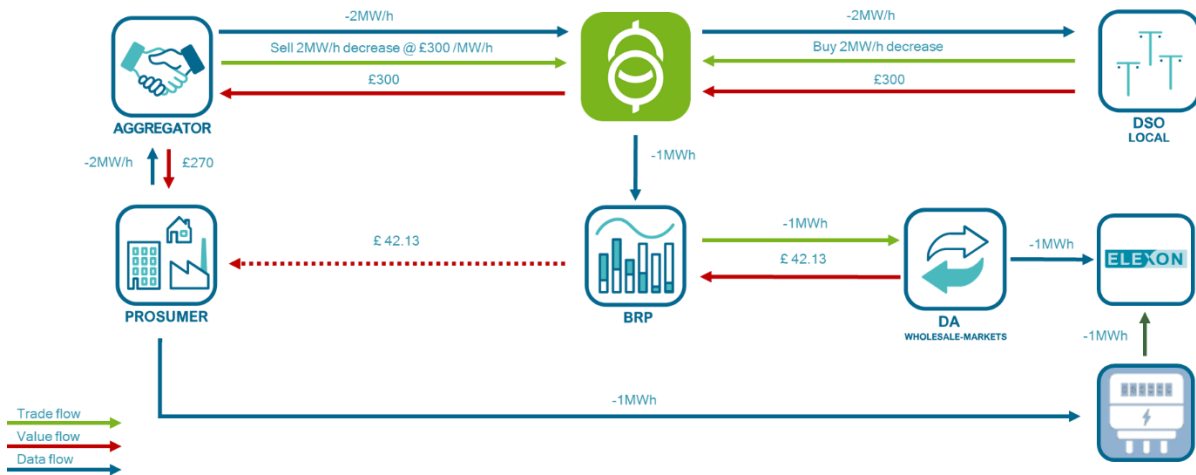 -2MW/h
-2MW/h
Sell 2MW/h decrease @ £300 /MW/h
Buy 2MW/h decrease
£300
£300
AGGREGATOR
DSO
LOCAL
-2MW/h
£270
-1MWh
-1MWh
£ 42.13
£ 42.13
-1MWh
ELEXON
PROSUMER
BRP
DA
WHOLESALE-MARKETS
-1MWh
-1MWh
Trade flow
Value flow
Data flow